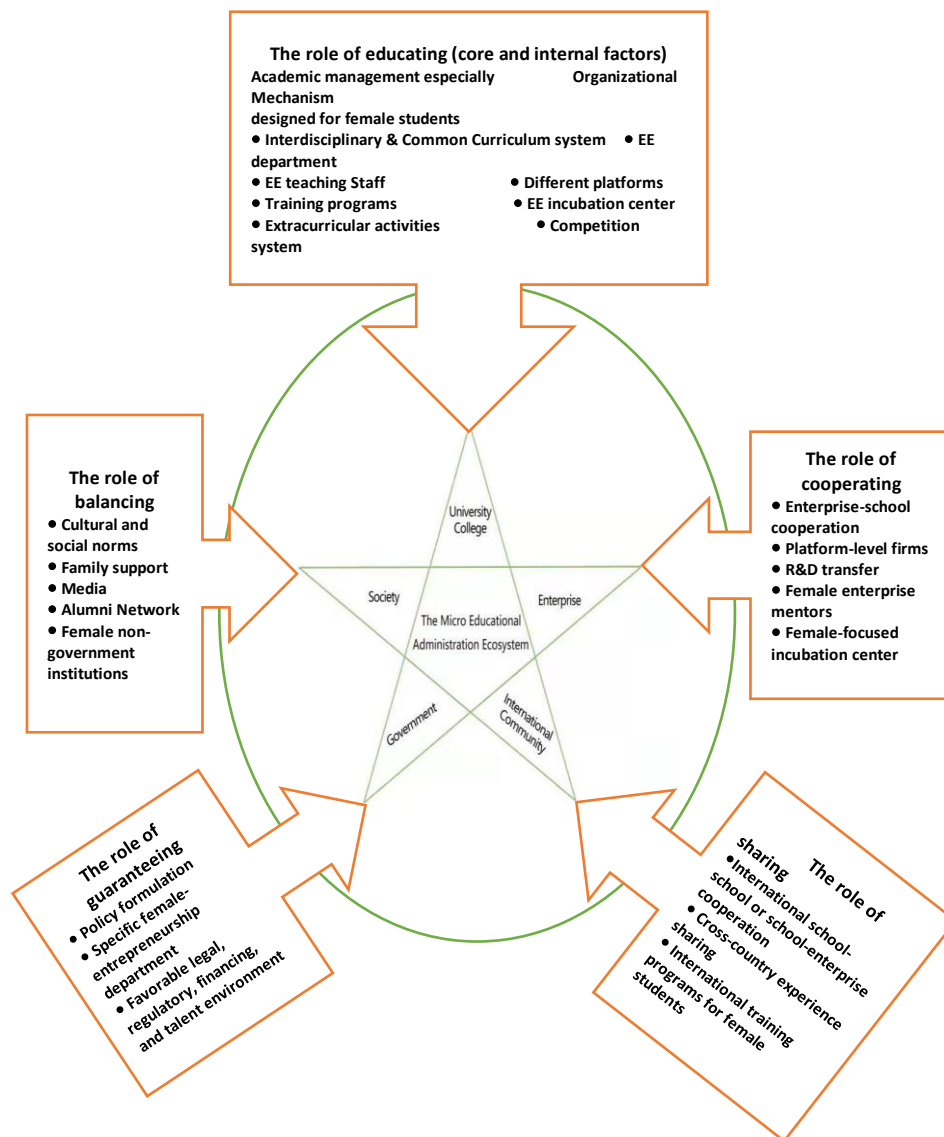 The role of educating (core and internal factors)
Academic management especially Organizational
Mechanism
designed for female students
● Interdisciplinary & Common Curriculum system ● EE
department
● EE teaching Staff ● Different platforms
● Training programs ● EE incubation center
● Extracurricular activities ● Competition
system
The role of
balancing
● Cultural and
social norms
● Family support
● Media
● Alumni Network
● Female non-
government
institutions
The role of
cooperating
● Enterprise-school
cooperation
● Platform-level firms
● R&D transfer
● Female enterprise
mentors
● Female-focused
incubation center
University
College
Society
Enterprise
The Micro Educational
Administration Ecosystem
Government
International
Community
The role of
guaranteeing
● Policy formulation
● Specific female-
entrepreneurship
department
● Favorable legal,
regulatory, financing,
and talent environment
The role of
sharing
●International school-
school or school-enterprise
cooperation
● Cross-country experience
sharing
● International training
programs for female
students